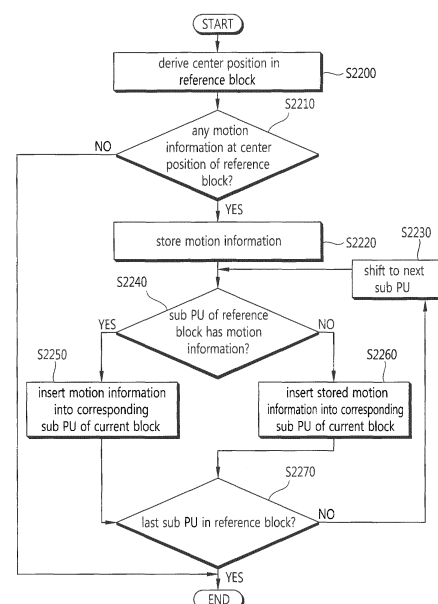 START
derive center position in
reference block
S2200
S2210
any motion
information at center
position of reference
block?
NO
YES
store motion information
S2220
S2230
shift to next
sub PU
S2240
sub PU of reference
block has motion
information?
YES
NO
S2250
insert motion information
into corresponding
sub PU of current block
S2260
insert stored motion
information into corresponding
sub PU of current block
S2270
last sub PU in reference block?
NO
YES
END